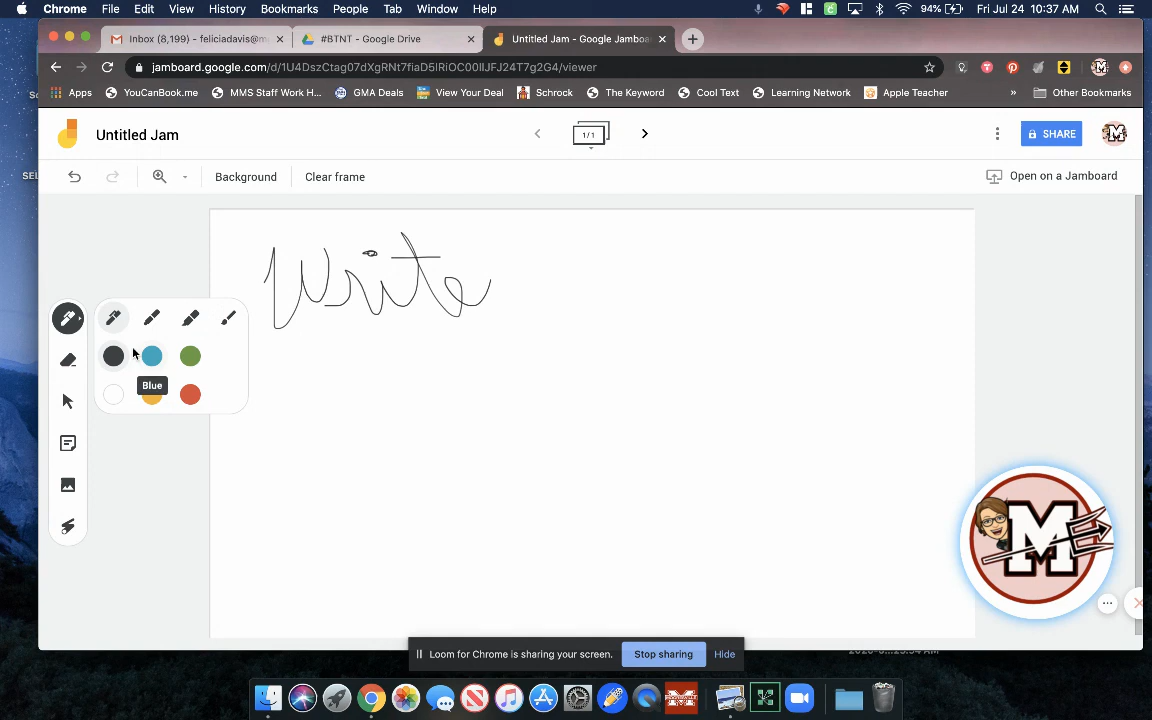 Chrome File Edit View History Bookmarks People Tab Window Help 94% Fri Jul 24 10:37 AM
Inbox (8,199) - feliciadavis@m #BTNT - Google Drive Untitled Jam - Google Jamboa
jamboard.google.com/d/1U4DszCtag07dXgRNt7fiaD5IRiOC00IIJFJ24T7g2G4/viewer
Apps YouCanBook.me MMS Staff Work H... GMA Deals View Your Deal Schrock The Keyword Cool Text Learning Network Apple Teacher » Other Bookmarks
Untitled Jam 1/1 SHARE
Background Clear frame Open on a Jamboard
Write
Blue
M
Loom for Chrome is sharing your screen. Stop sharing Hide